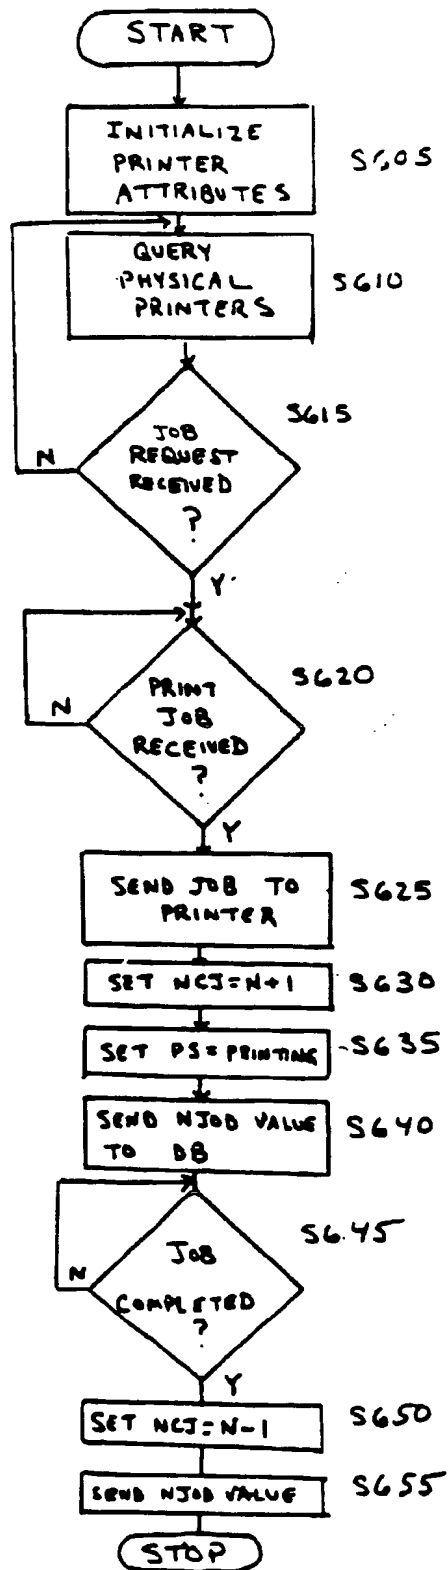 START
INITIALIZE
PRINTER
ATTRIBUTES
S605
QUERY
PHYSICAL
PRINTERS
S610
S615
JOB
REQUEST
RECEIVED
?
N
Y
S620
PRINT
JOB
RECEIVED
?
N
Y
SEND JOB TO
PRINTER
S625
SET NCJ=N+1
S630
SET PS=PRINTING
S635
SEND NJOD VALUE
TO DB
S640
S645
JOB
COMPLETED
?
N
Y
SET NCJ=N-1
S650
SEND NJOD VALUE
S655
STOP